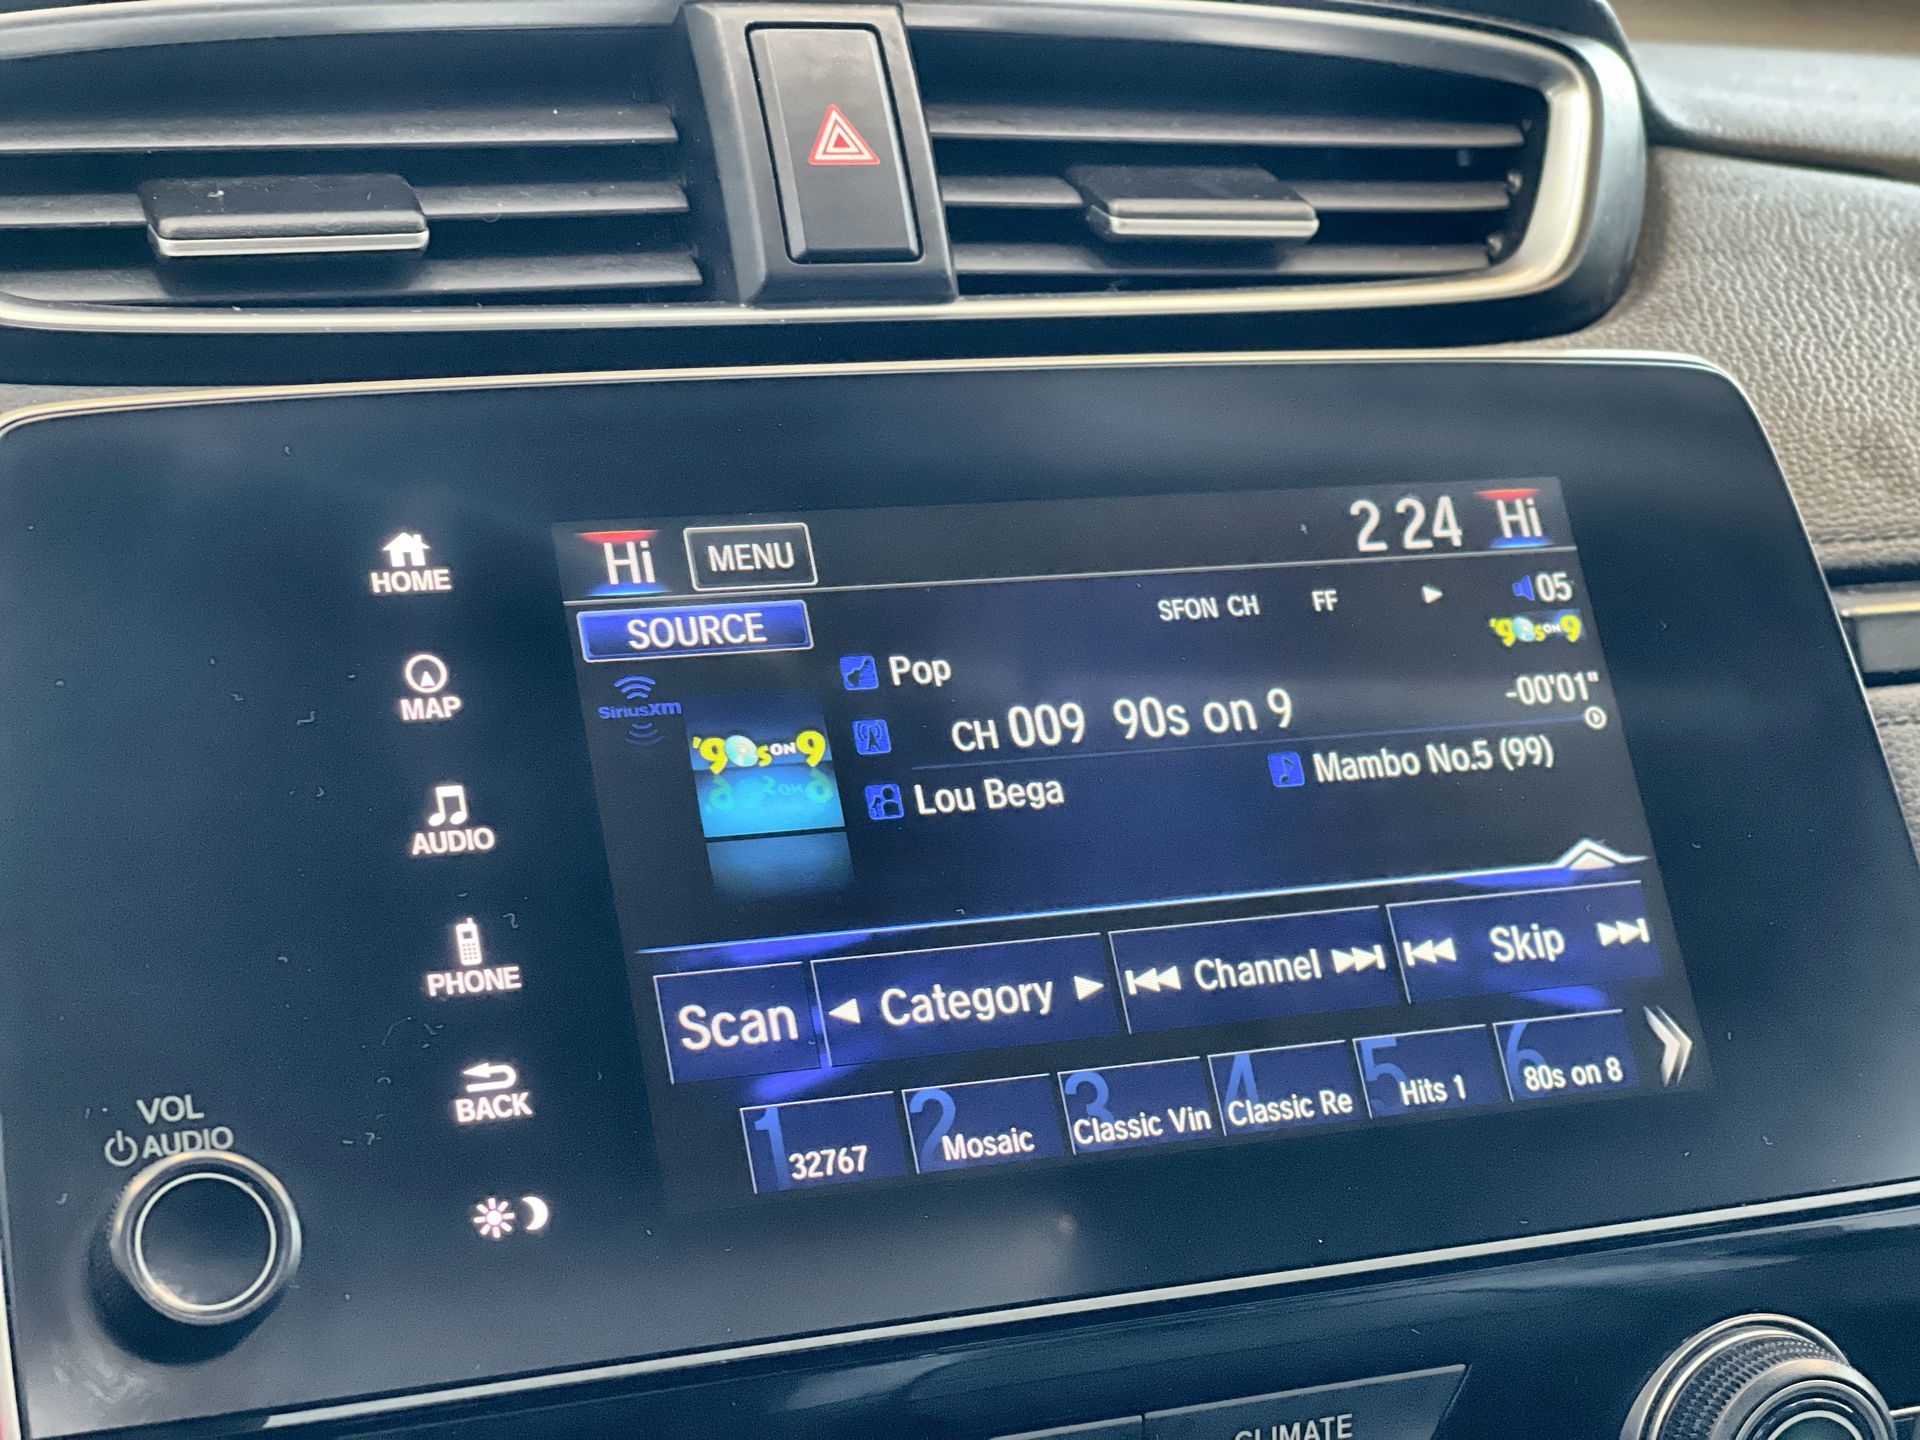 Hi MENU 2 24 Hi
HOME
SOURCE SFON CH FF 05
'90s ON 9
SiriusXM
Pop
MAP
CH 009 90s on 9 -00'01"
'90s ON 9
Lou Bega Mambo No.5 (99)
AUDIO
PHONE
Scan Category Channel Skip
BACK
1 32767
2 Mosaic
3 Classic Vin
4 Classic Re
5 Hits 1
6 80s on 8
VOL
AUDIO
CLIMATE